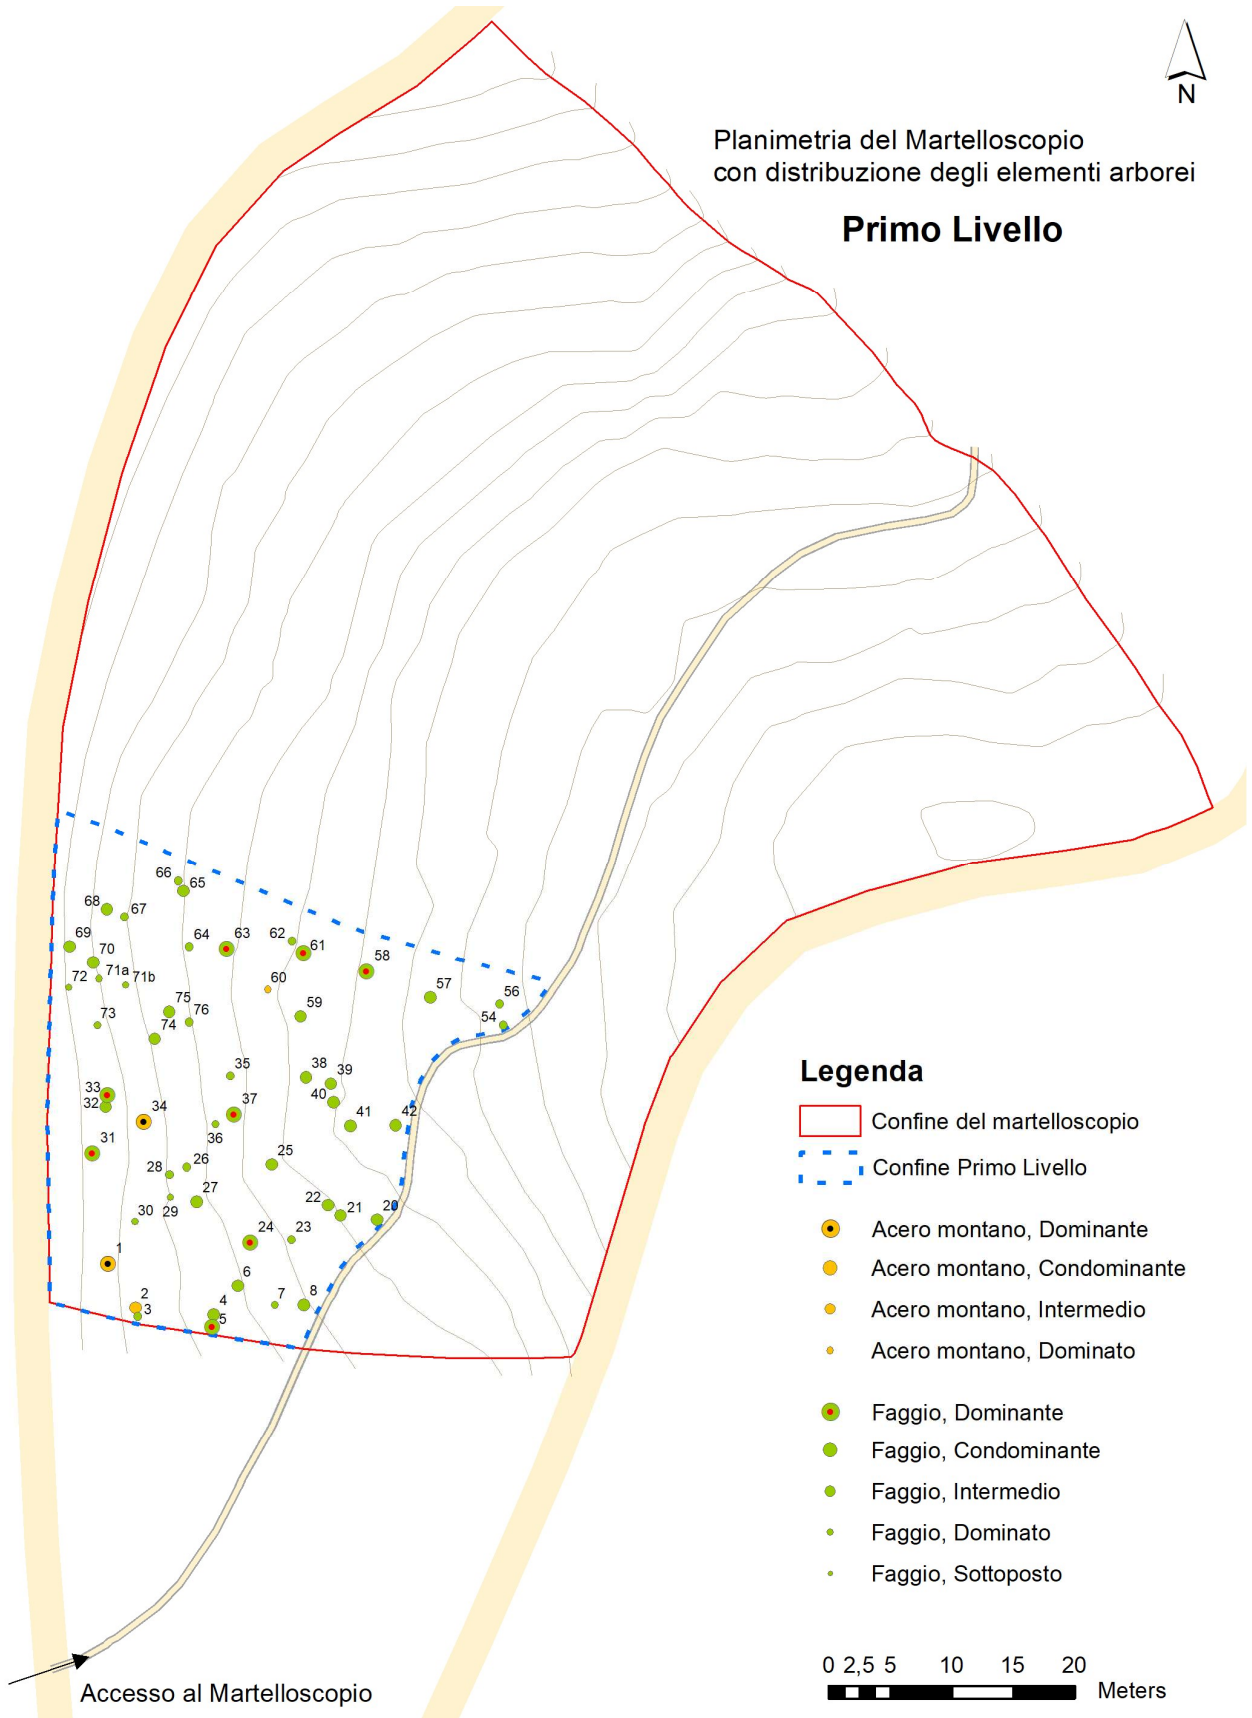 N
Planimetria del Martelloscopio
con distribuzione degli elementi arborei
Primo Livello
66
65
68
67
69
70
64
63
62
61
58
72
71a
71b
60
57
56
54
73
75
76
59
74
35
38
39
33
32
34
37
40
41
42
36
31
28
26
25
27
30
29
22
21
20
24
23
1
6
2
3
4
5
7
8
Legenda
Confine del martelloscopio
Confine Primo Livello
Acero montano, Dominante
Acero montano, Condominante
Acero montano, Intermedio
Acero montano, Dominato
Faggio, Dominante
Faggio, Condominante
Faggio, Intermedio
Faggio, Dominato
Faggio, Sottoposto
0 2,5 5 10 15 20
Meters
Accesso al Martelloscopio